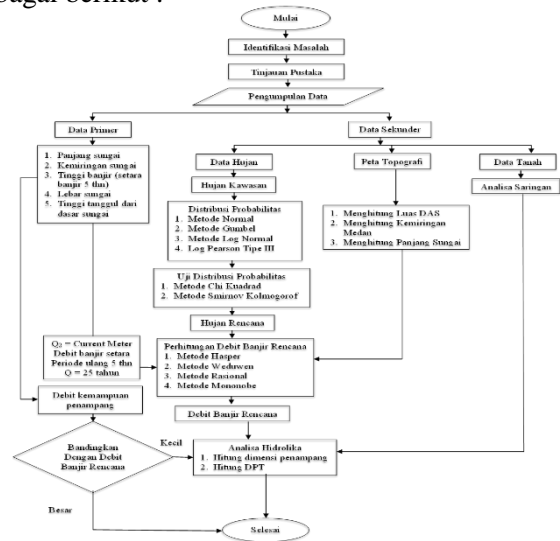 bagai berikut :
Mulai
Identifikasi Masalah
Tinjauan Pustaka
Pengumpulan Data
Data Primer
Data Sekunder
1. Panjang sungai
2. Kemiringan sungai
3. Tinggi banjir (setara
banjir 5 thn)
4. Lebar sungai
5. Tinggi tanggul dari
dasar sungai
Data Hujan
Peta Topografi
Data Tanah
Hujan Kawasan
Analisa Saringan
Distribusi Probabilitas
1. Metode Normal
2. Metode Gumbel
3. Metode Log Normal
4. Log Pearson Tipe III
1. Menghitung Luas DAS
2. Menghitung Kemiringan
Medan
3. Menghitung Panjang Sungai
Uji Distribusi Probabilitas
1. Metode Chi Kuadrad
2. Metode Smirnov Kolmogorof
Hujan Rencana
= Current Meter
Debit banjir setara
Periode ulang 5 thn
Q = 25 tahun
Perhitungan Debit Banjir Rencana
1. Metode Hasper
2. Metode Weduwen
3. Metode Rasional
4. Metode Mononobe
Debit kemampuan
penampang
Debit Banjir Rencana
Bandingkan
Dengan Debit
Banjir Rencana
Kecil
Analisa Hidrolika
1. Hitung dimensi penampang
2. Hitung DPT
Besar
Selesai